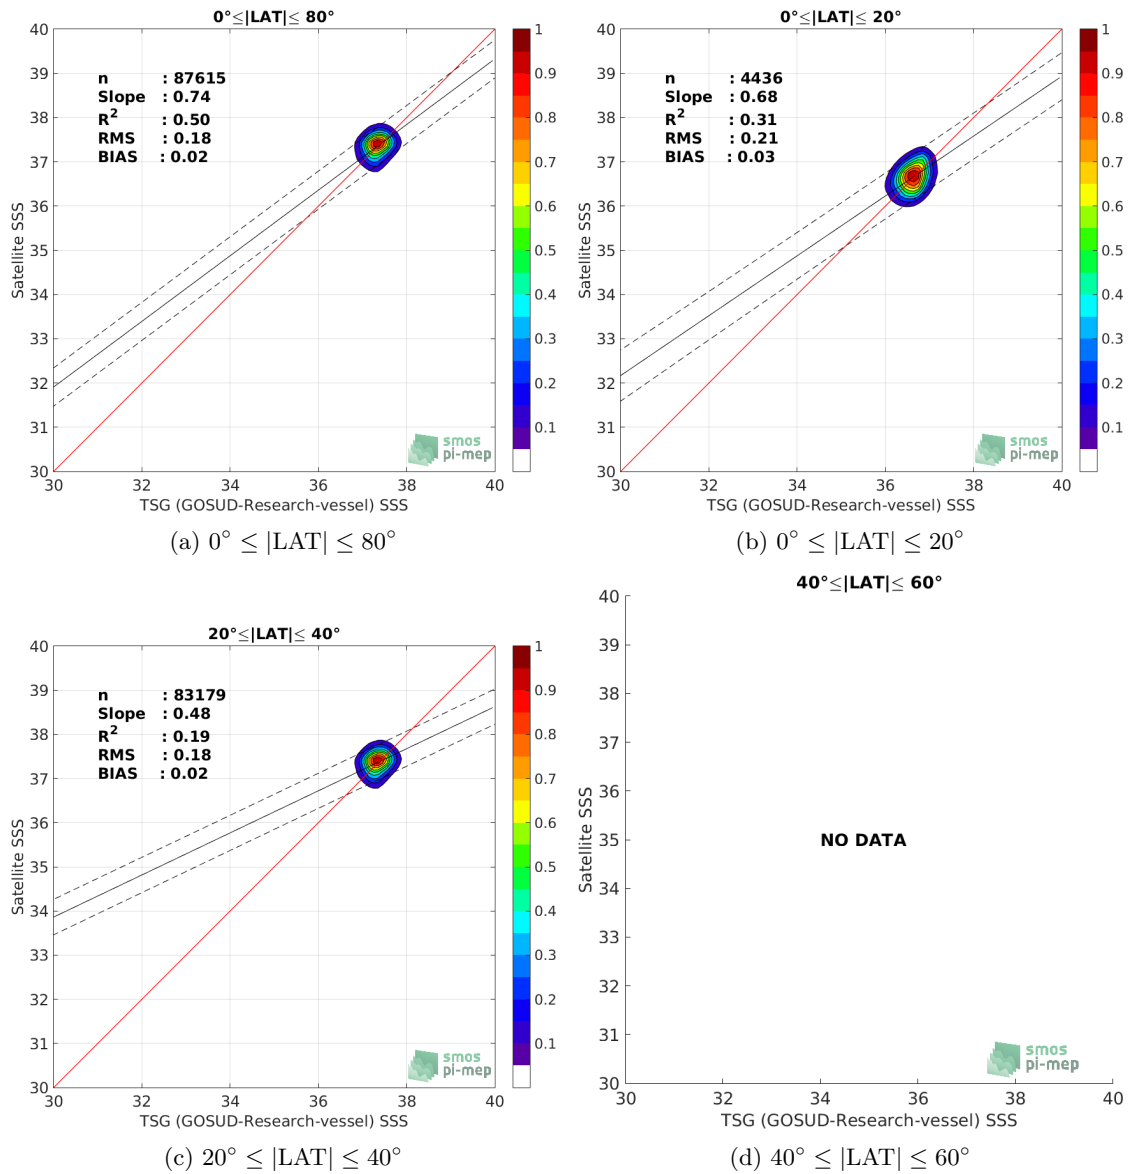 0°≤|LAT|≤ 80°
40
39
38
37
36
35
34
33
32
31
30
n : 87615
Slope : 0.74
R² : 0.50
RMS : 0.18
BIAS : 0.02
Satellite SSS
smos
pi-mep
30 32 34 36 38 40
TSG (GOSUD-Research-vessel) SSS
1
0.9
0.8
0.7
0.6
0.5
0.4
0.3
0.2
0.1
(a) 0° ≤ |LAT| ≤ 80°
0°≤|LAT|≤ 20°
40
39
38
37
36
35
34
33
32
31
30
n : 4436
Slope : 0.68
R² : 0.31
RMS : 0.21
BIAS : 0.03
Satellite SSS
smos
pi-mep
30 32 34 36 38 40
TSG (GOSUD-Research-vessel) SSS
1
0.9
0.8
0.7
0.6
0.5
0.4
0.3
0.2
0.1
(b) 0° ≤ |LAT| ≤ 20°
20°≤|LAT|≤ 40°
40
39
38
37
36
35
34
33
32
31
30
n : 83179
Slope : 0.48
R² : 0.19
RMS : 0.18
BIAS : 0.02
Satellite SSS
smos
pi-mep
30 32 34 36 38 40
TSG (GOSUD-Research-vessel) SSS
1
0.9
0.8
0.7
0.6
0.5
0.4
0.3
0.2
0.1
(c) 20° ≤ |LAT| ≤ 40°
40°≤|LAT|≤ 60°
40
39
38
37
36
35
34
33
32
31
30
NO DATA
Satellite SSS
smos
pi-mep
30 32 34 36 38 40
TSG (GOSUD-Research-vessel) SSS
(d) 40° ≤ |LAT| ≤ 60°